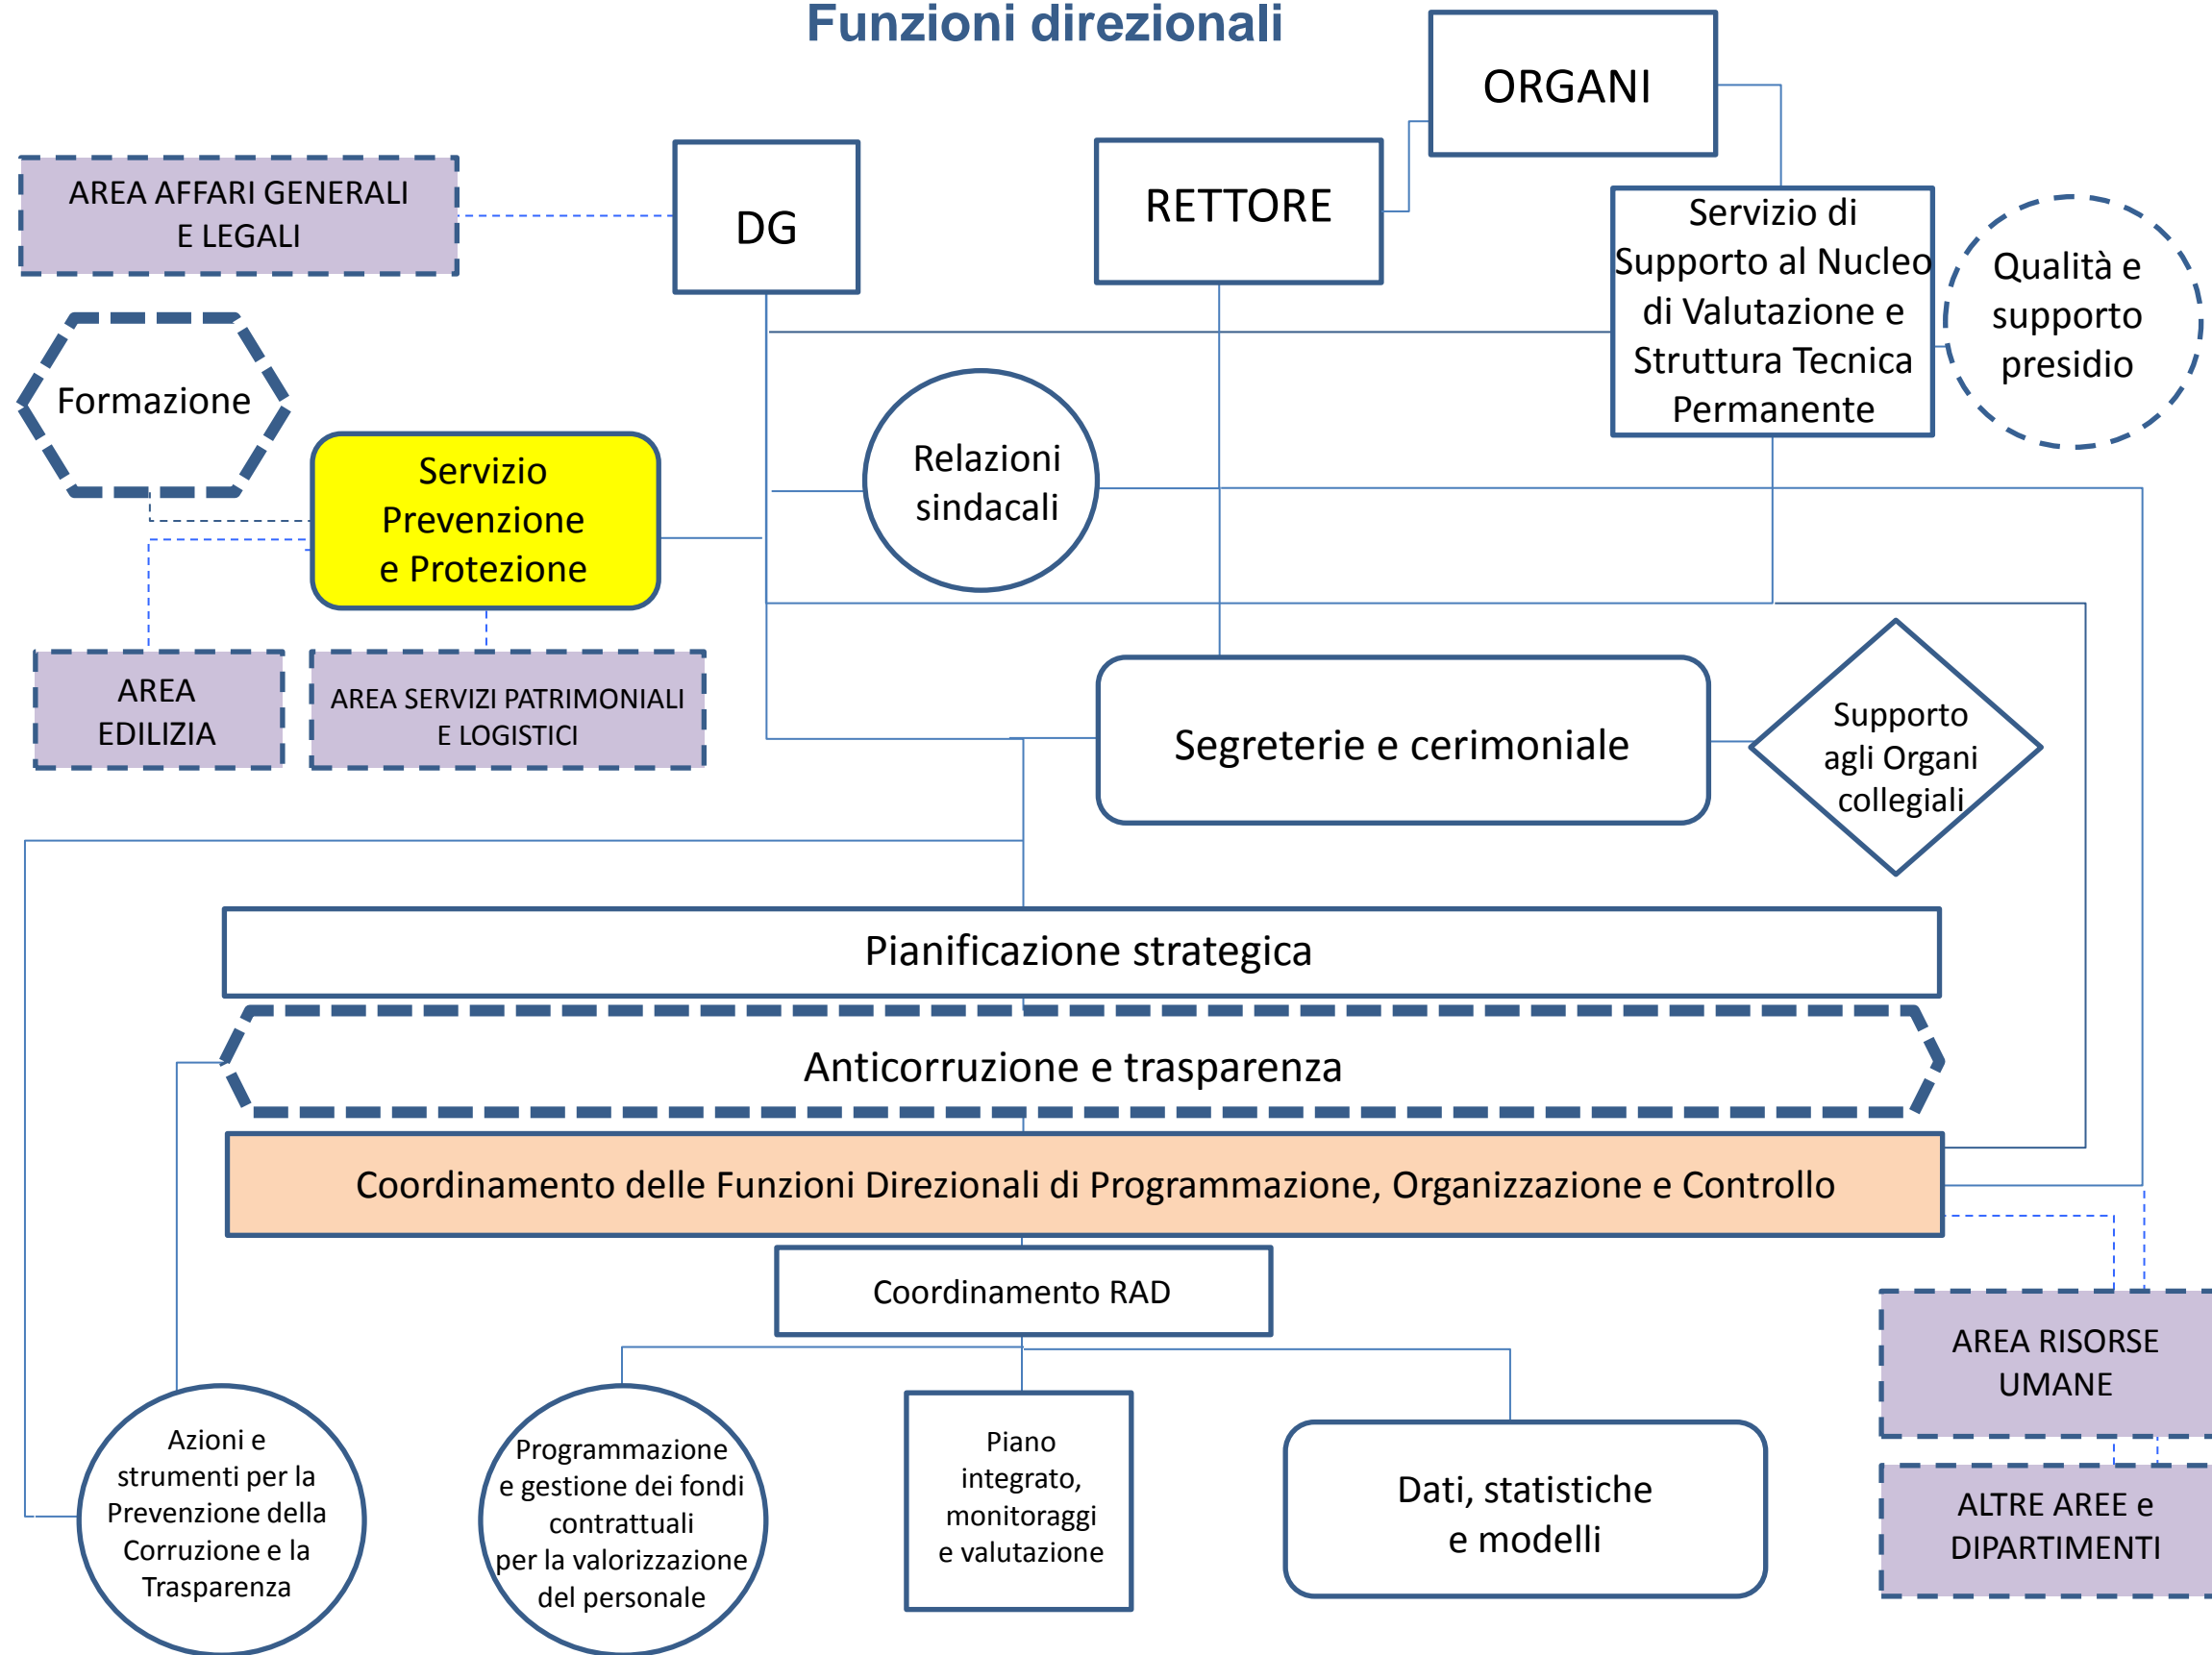 Funzioni direzionali
ORGANI
AREA AFFARI GENERALI
E LEGALI
DG
RETTORE
Servizio di
Supporto al Nucleo
di Valutazione e
Struttura Tecnica
Permanente
Qualità e
supporto
presidio
Formazione
Servizio
Prevenzione
e Protezione
Relazioni
sindacali
AREA
EDILIZIA
AREA SERVIZI PATRIMONIALI
E LOGISTICI
Segreterie e cerimoniale
Supporto
agli Organi
collegiali
Pianificazione strategica
Anticorruzione e trasparenza
Coordinamento delle Funzioni Direzionali di Programmazione, Organizzazione e Controllo
Coordinamento RAD
AREA RISORSE
UMANE
Azioni e
strumenti per la
Prevenzione della
Corruzione e la
Trasparenza
Programmazione
e gestione dei fondi
contrattuali
per la valorizzazione
del personale
Piano
integrato,
monitoraggi
e valutazione
Dati, statistiche
e modelli
ALTRE AREE e
DIPARTIMENTI